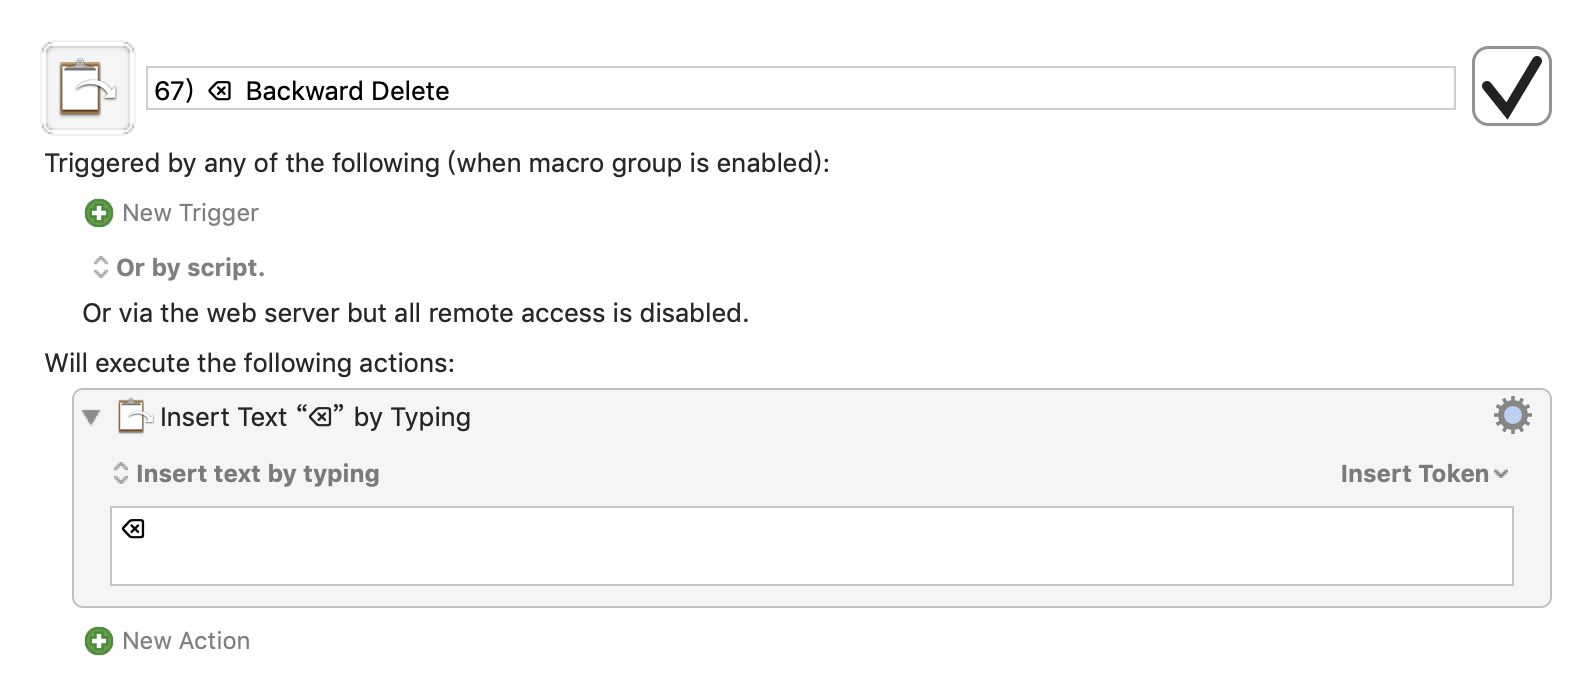 67) ⌫ Backward Delete
Triggered by any of the following (when macro group is enabled):
New Trigger
Or by script.
Or via the web server but all remote access is disabled.
Will execute the following actions:
Insert Text “⌫” by Typing
Insert text by typing
Insert Token
⌫
New Action